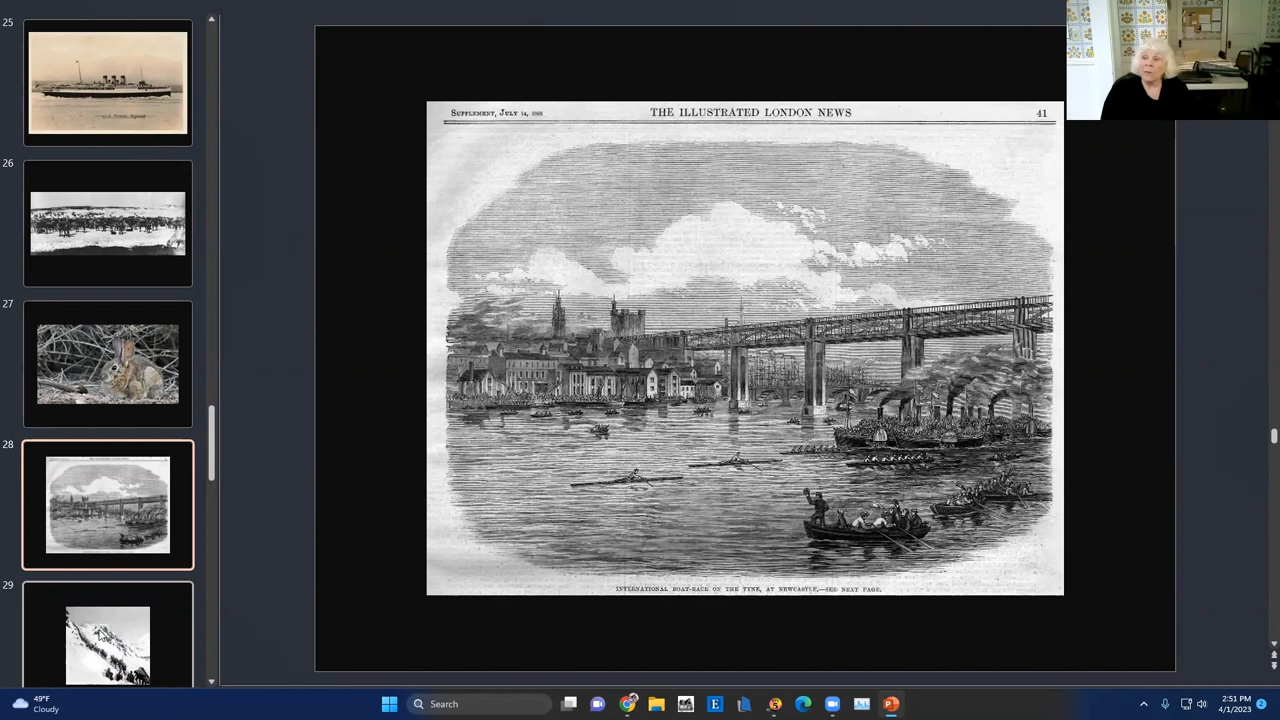 25
26
27
28
29
SUPPLEMENT, JULY 14, 1866
THE ILLUSTRATED LONDON NEWS
41
INTERNATIONAL BOAT-RACE ON THE TYNE, AT NEWCASTLE,—SEE NEXT PAGE.
49°F
Cloudy
Search
2:51 PM
4/1/2023
2